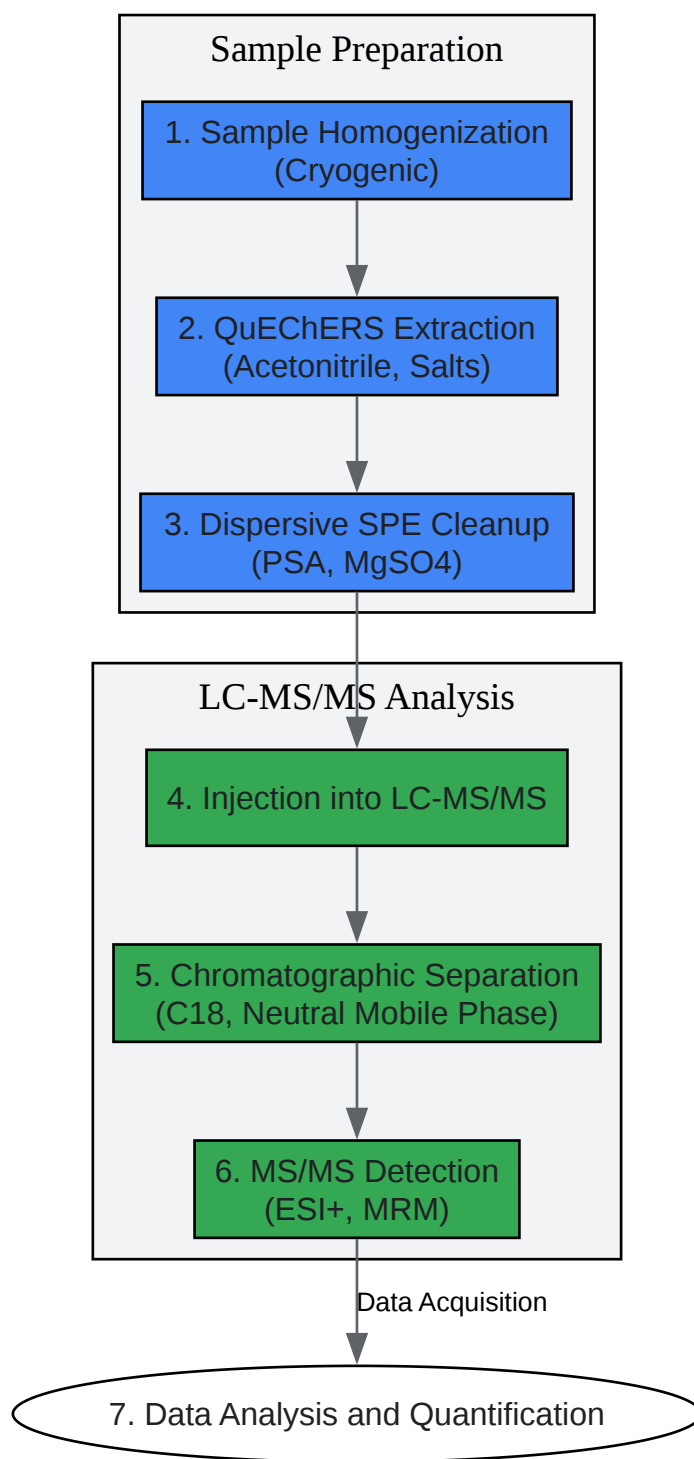 Sample Preparation
1. Sample Homogenization
(Cryogenic)
2. QuEChERS Extraction
(Acetonitrile, Salts)
3. Dispersive SPE Cleanup
(PSA, MgSO4)
LC-MS/MS Analysis
4. Injection into LC-MS/MS
5. Chromatographic Separation
(C18, Neutral Mobile Phase)
6. MS/MS Detection
(ESI+, MRM)
Data Acquisition
7. Data Analysis and Quantification